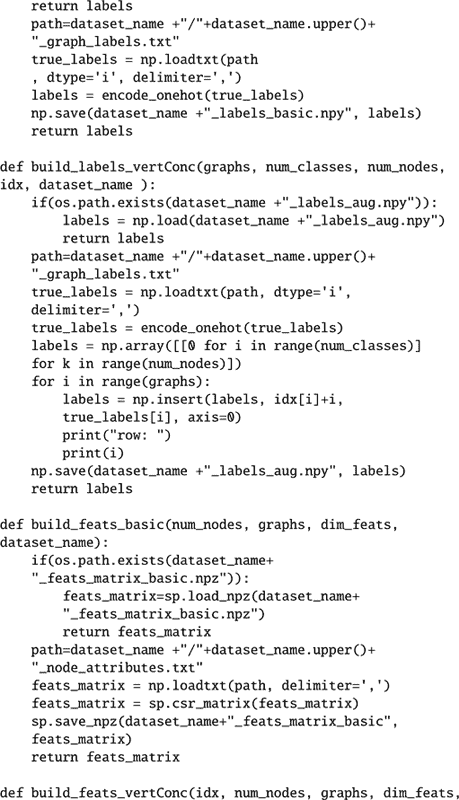 return labels
    path=dataset_name +"/"+dataset_name.upper()+
    "_graph_labels.txt"
    true_labels = np.loadtxt(path
    , dtype='i', delimiter=',')
    labels = encode_onehot(true_labels)
    np.save(dataset_name +"_labels_basic.npy", labels)
    return labels

def build_labels_vertConc(graphs, num_classes, num_nodes,
idx, dataset_name ):
    if(os.path.exists(dataset_name +"_labels_aug.npy")):
        labels = np.load(dataset_name +"_labels_aug.npy")
        return labels
    path=dataset_name +"/"+dataset_name.upper()+
    "_graph_labels.txt"
    true_labels = np.loadtxt(path, dtype='i',
    delimiter=',')
    true_labels = encode_onehot(true_labels)
    labels = np.array([[0 for i in range(num_classes)]
    for k in range(num_nodes)])
    for i in range(graphs):
        labels = np.insert(labels, idx[i]+i,
        true_labels[i], axis=0)
        print("row: ")
        print(i)
    np.save(dataset_name +"_labels_aug.npy", labels)
    return labels

def build_feats_basic(num_nodes, graphs, dim_feats,
dataset_name):
    if(os.path.exists(dataset_name+
    "_feats_matrix_basic.npz")):
        feats_matrix=sp.load_npz(dataset_name+
        "_feats_matrix_basic.npz")
        return feats_matrix
    path=dataset_name +"/"+dataset_name.upper()+
    "_node_attributes.txt"
    feats_matrix = np.loadtxt(path, delimiter=',')
    feats_matrix = sp.csr_matrix(feats_matrix)
    sp.save_npz(dataset_name+"_feats_matrix_basic",
    feats_matrix)
    return feats_matrix

def build_feats_vertConc(idx, num_nodes, graphs, dim_feats,